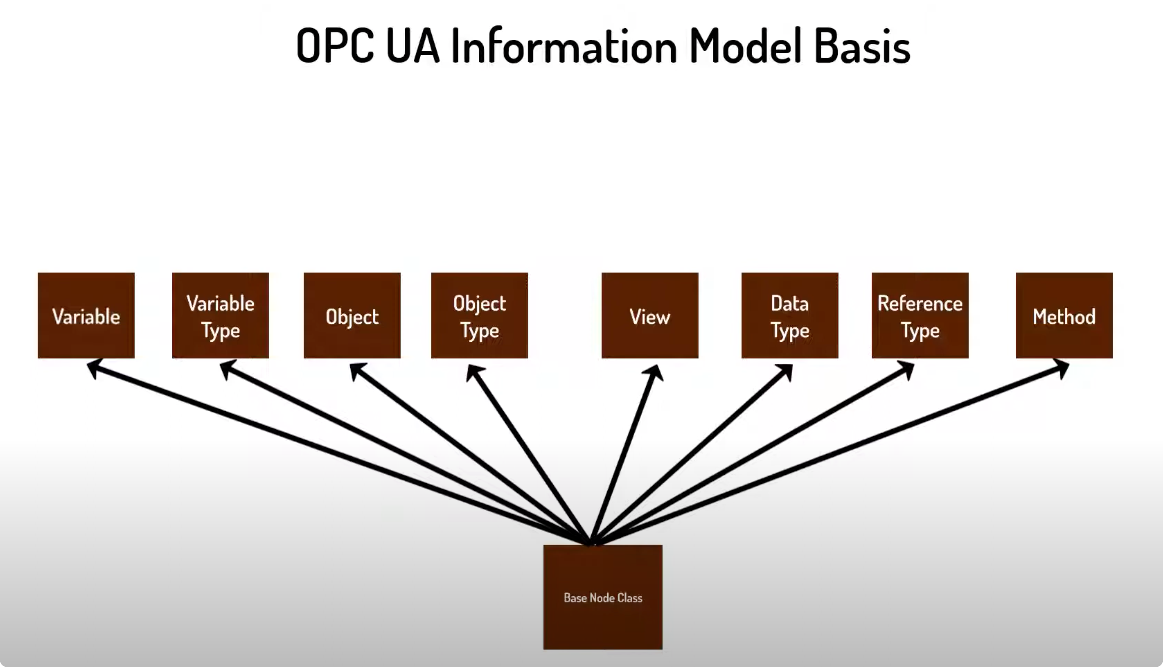 OPC UA Information Model Basis
Variable
Variable
Type
Object
Object
Type
View
Data
Type
Reference
Type
Method
Base Node Class